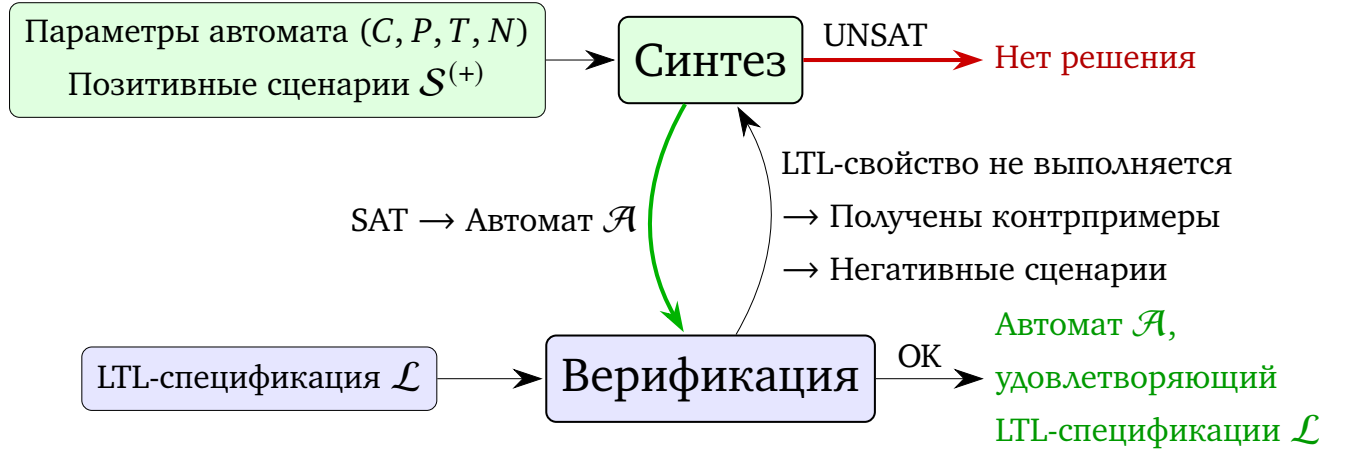 Параметры автомата (C, P, T, N)
Позитивные сценарии 𝓢⁽⁺⁾
Синтез
UNSAT
Нет решения
SAT → Автомат 𝒜
LTL-свойство не выполняется
→ Получены контрпримеры
→ Негативные сценарии
LTL-спецификация 𝓛
Верификация
OK
Автомат 𝒜,
удовлетворяющий
LTL-спецификации 𝓛